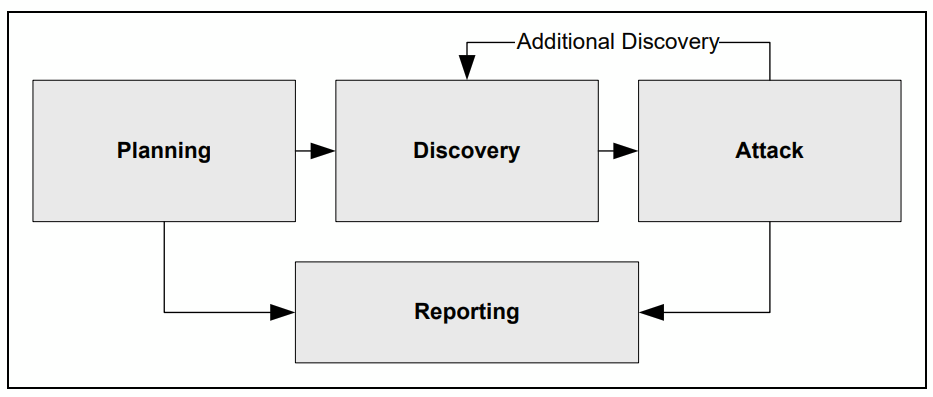 Additional Discovery
Planning
Discovery
Attack
Reporting